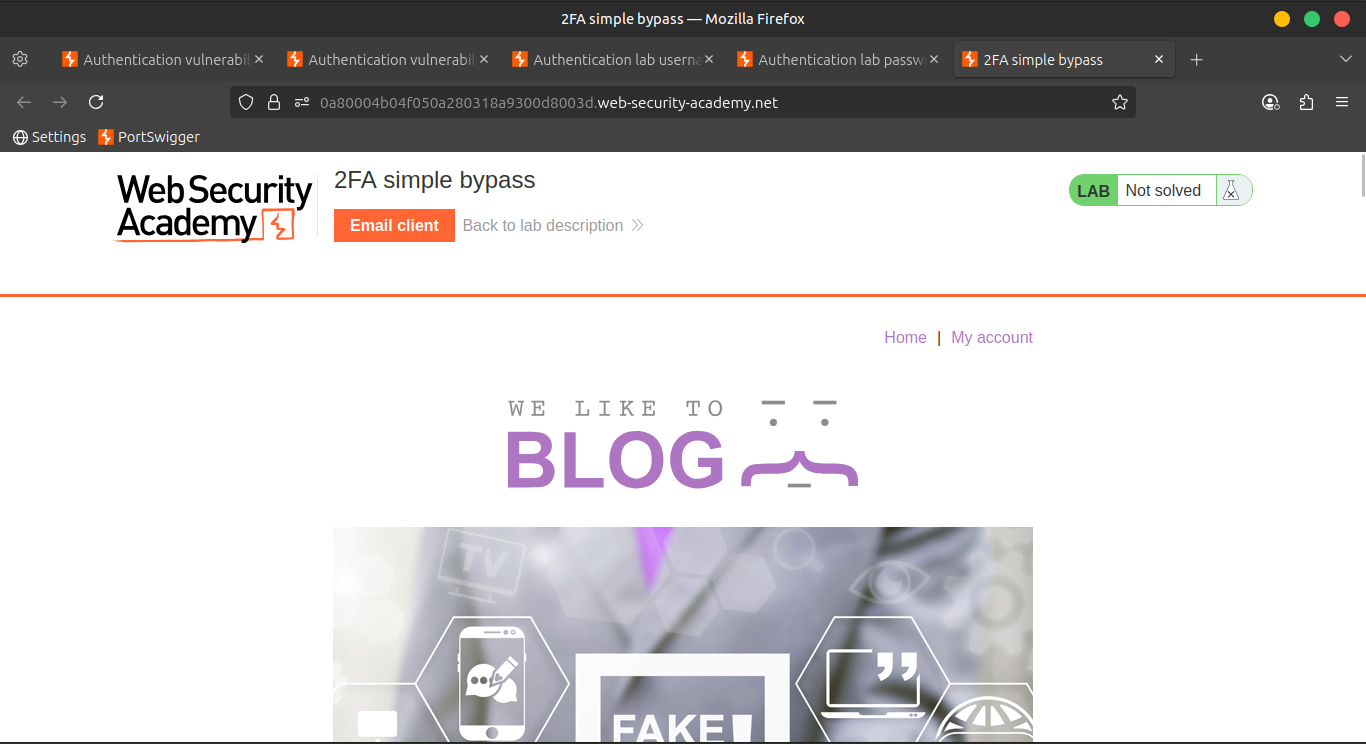 2FA simple bypass — Mozilla Firefox
Authentication vulnerabil
Authentication vulnerabil
Authentication lab userna
Authentication lab passw
2FA simple bypass
0a80004b04f050a280318a9300d8003d.web-security-academy.net
Settings
PortSwigger
Web Security
Academy
2FA simple bypass
LAB Not solved
Email client Back to lab description
Home | My account
WE LIKE TO
BLOG
TV
FAKE!